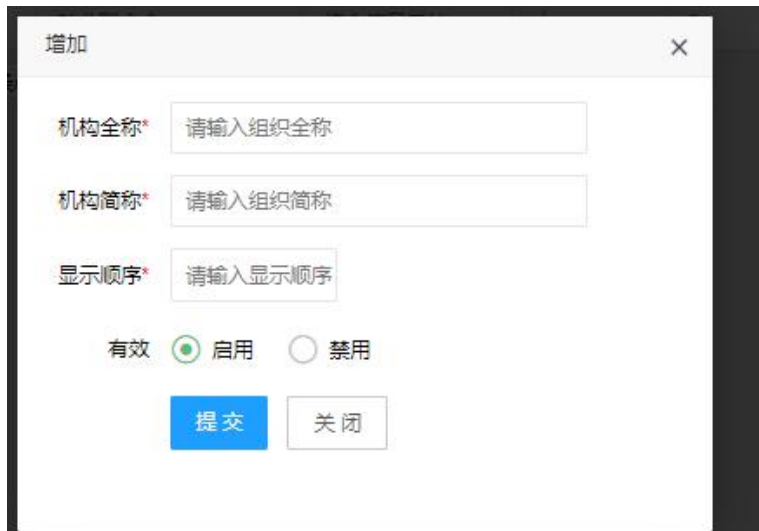 增加
机构全称* 请输入组织全称
机构简称* 请输入组织简称
显示顺序* 请输入显示顺序
有效 启用 禁用
提交 关闭